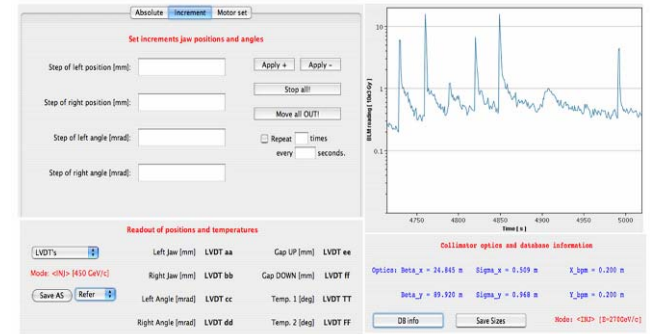 Absolute Increment Motor set
Set increments jaw positions and angles
Step of left position [mm]:
Apply + Apply -
Stop all!
Step of right position [mm]:
Move all OUT!
Step of left angle [mrad]:
Repeat times
every seconds.
Step of right angle [mrad]:
BLM reading [10x3Gy]
10
1
0.1
4750 4800 4850 4900 4950 5000
Time [s]
Readout of positions and temperatures
LVDT's
Left Jaw [mm] LVDT aa Gap UP [mm] LVDT ee
Mode: <INJ> [450 GeV/c]
Right Jaw [mm] LVDT bb Gap DOWN [mm] LVDT ff
Save AS Refer
Left Angle [mrad] LVDT cc Temp. 1 [deg] LVDT TT
Right Angle [mrad] LVDT dd Temp. 2 [deg] LVDT FF
Collimator optics and database information
Optics: Beta_x = 24.845 m Sigma_x = 0.509 m X_bpm = 0.200 m
Beta_y = 89.920 m Sigma_y = 0.968 m Y_bpm = 0.200 m
DB info Save Sizes Mode: <INJ> [E=270GeV/c]